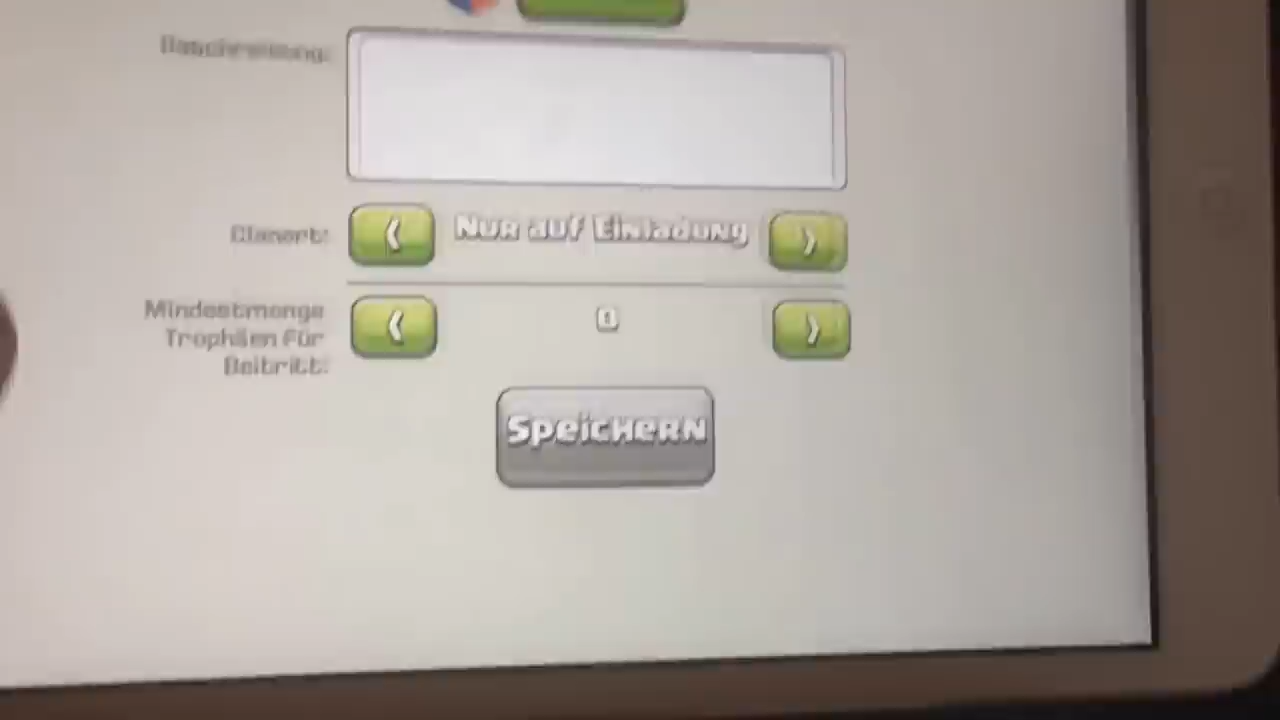 Beschreibung:
Clanart:
Nur auf Einladung
Mindestmenge
Trophäen für
Beitritt:
0
Speichern